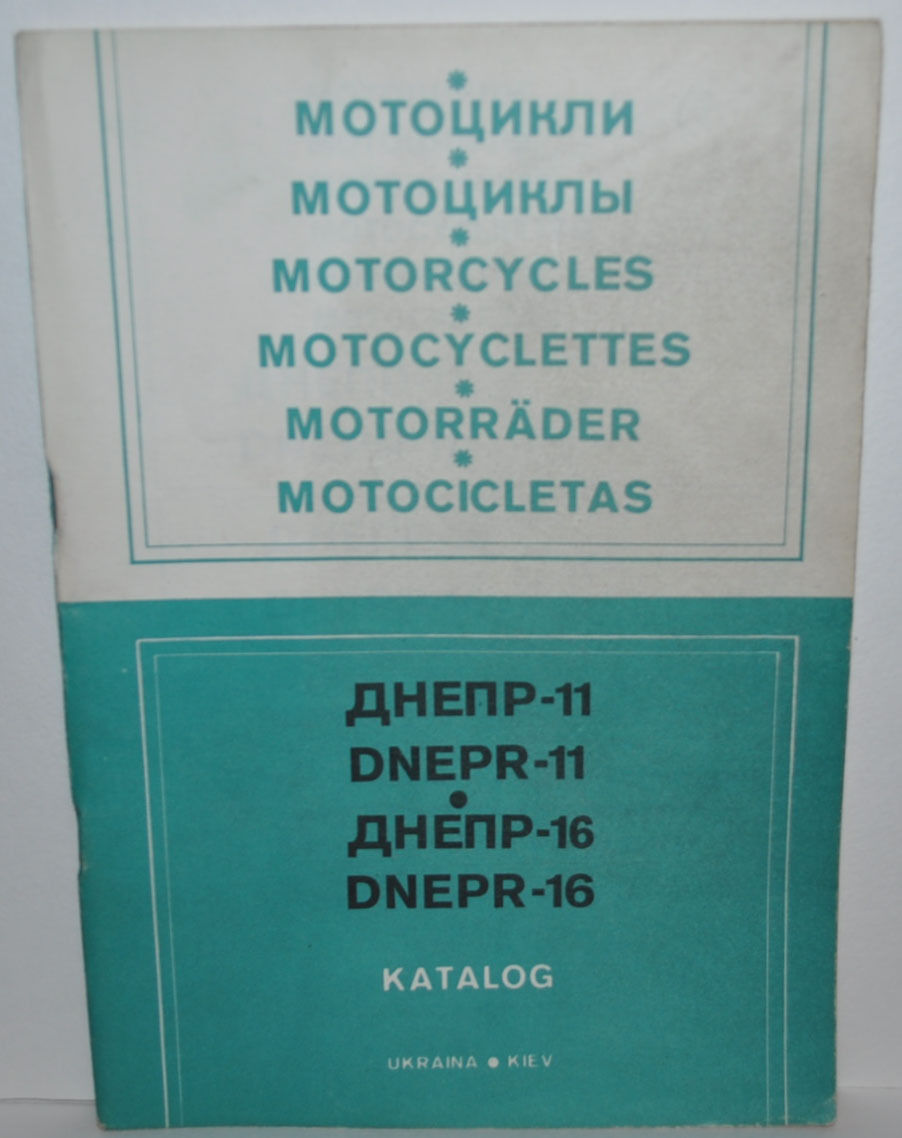 МОТОЦИКЛИ
МОТОЦИКЛЫ
MOTORCYCLES
MOTOCYCLETTES
MOTORRÄDER
MOTOCICLETAS
ДНЕПР-11
DNEPR-11
ДНЕПР-16
DNEPR-16
KATALOG
UKRAINA ● KIEV